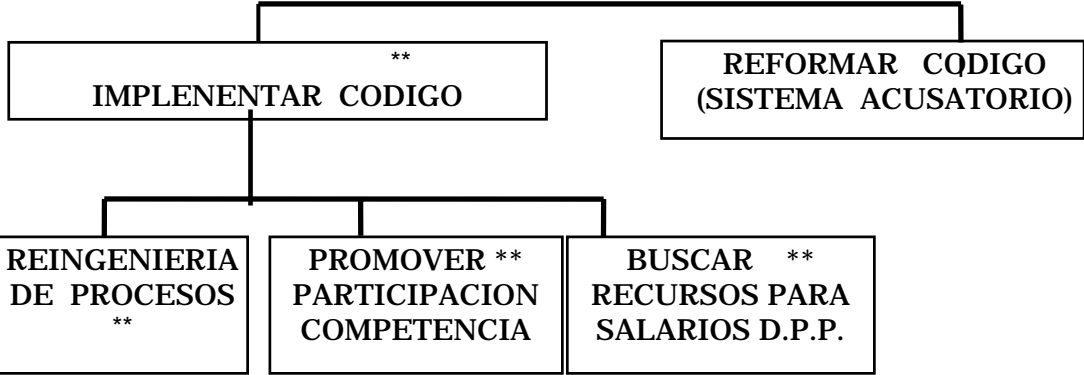 **
IMPLENENTAR CODIGO
REFORMAR CODIGO
(SISTEMA ACUSATORIO)
REINGENIERIA
DE PROCESOS
**
PROMOVER **
PARTICIPACION
COMPETENCIA
BUSCAR **
RECURSOS PARA
SALARIOS D.P.P.